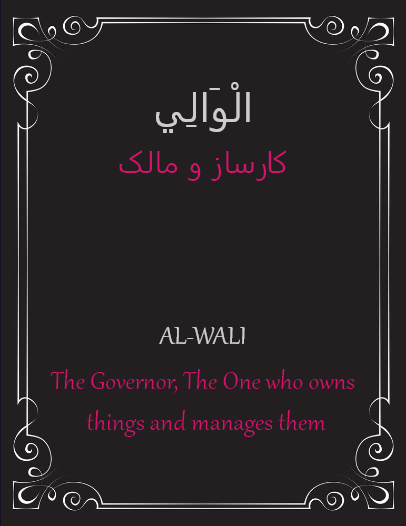 الْوَالِي
کارساز و مالک
AL-WALI
The Governor, The One who owns
things and manages them